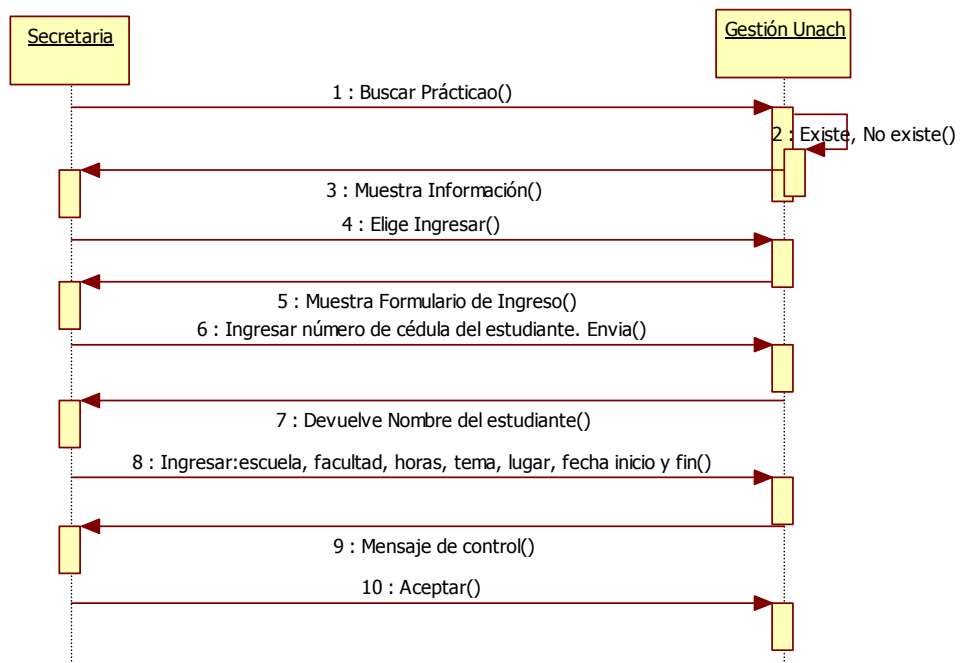 Secretaria
Gestión Unach
1 : Buscar Prácticao()
2 : Existe, No existe()
3 : Muestra Información()
4 : Elige Ingresar()
5 : Muestra Formulario de Ingreso()
6 : Ingresar número de cédula del estudiante. Envia()
7 : Devuelve Nombre del estudiante()
8 : Ingresar:escuela, facultad, horas, tema, lugar, fecha inicio y fin()
9 : Mensaje de control()
10 : Aceptar()